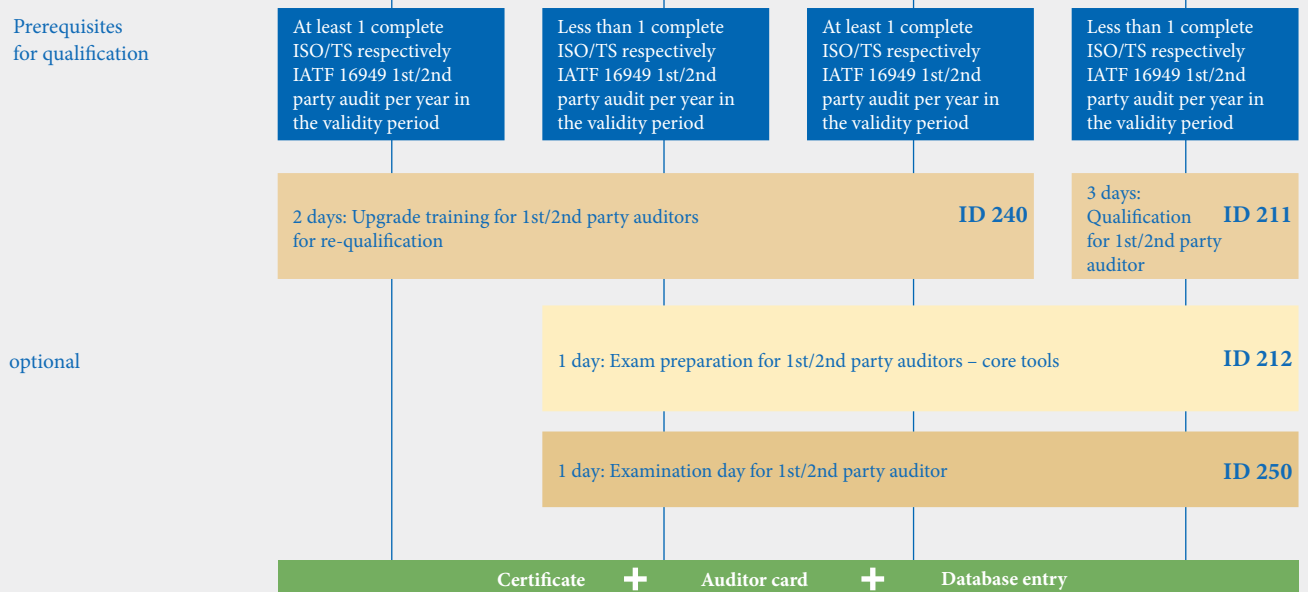 Prerequisites
for qualification
At least 1 complete
ISO/TS respectively
IATF 16949 1st/2nd
party audit per year in
the validity period
Less than 1 complete
ISO/TS respectively
IATF 16949 1st/2nd
party audit per year in
the validity period
At least 1 complete
ISO/TS respectively
IATF 16949 1st/2nd
party audit per year in
the validity period
Less than 1 complete
ISO/TS respectively
IATF 16949 1st/2nd
party audit per year in
the validity period
2 days: Upgrade training for 1st/2nd party auditors
for re-qualification
ID 240
3 days:
Qualification
for 1st/2nd party
auditor
ID 211
optional
1 day: Exam preparation for 1st/2nd party auditors – core tools
ID 212
1 day: Examination day for 1st/2nd party auditor
ID 250
Certificate + Auditor card + Database entry